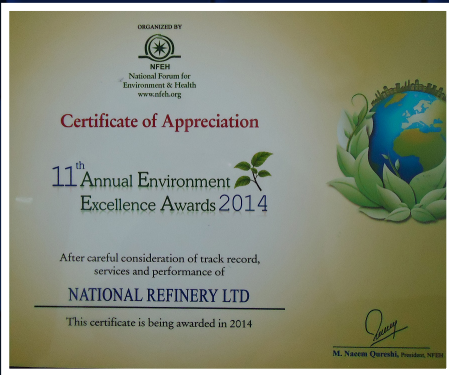 ORGANIZED BY
NFEH
National Forum for
Environment & Health
www.nfeh.org
Certificate of Appreciation
11th Annual Environment
Excellence Awards 2014
After careful consideration of track record,
services and performance of
NATIONAL REFINERY LTD
This certificate is being awarded in 2014
M. Naeem Qureshi, President, NFEH